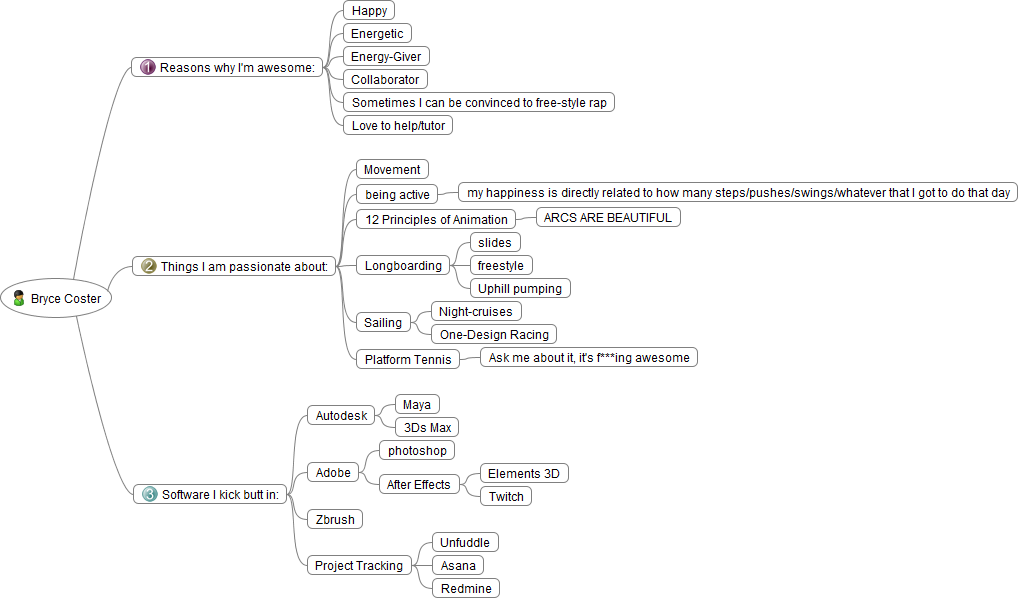 Bryce Coster
1 Reasons why I'm awesome:
Happy
Energetic
Energy-Giver
Collaborator
Sometimes I can be convinced to free-style rap
Love to help/tutor
2 Things I am passionate about:
Movement
being active
my happiness is directly related to how many steps/pushes/swings/whatever that I got to do that day
12 Principles of Animation
ARCS ARE BEAUTIFUL
Longboarding
slides
freestyle
Uphill pumping
Sailing
Night-cruises
One-Design Racing
Platform Tennis
Ask me about it, it's f***ing awesome
3 Software I kick butt in:
Autodesk
Maya
3Ds Max
Adobe
photoshop
After Effects
Elements 3D
Twitch
Zbrush
Project Tracking
Unfuddle
Asana
Redmine